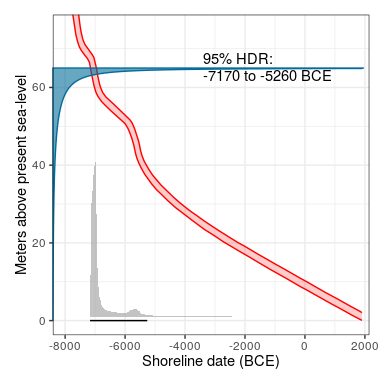 95% HDR:
-7170 to -5260 BCE
Meters above present sea-level
60
40
20
0
-8000 -6000 -4000 -2000 0 2000
Shoreline date (BCE)